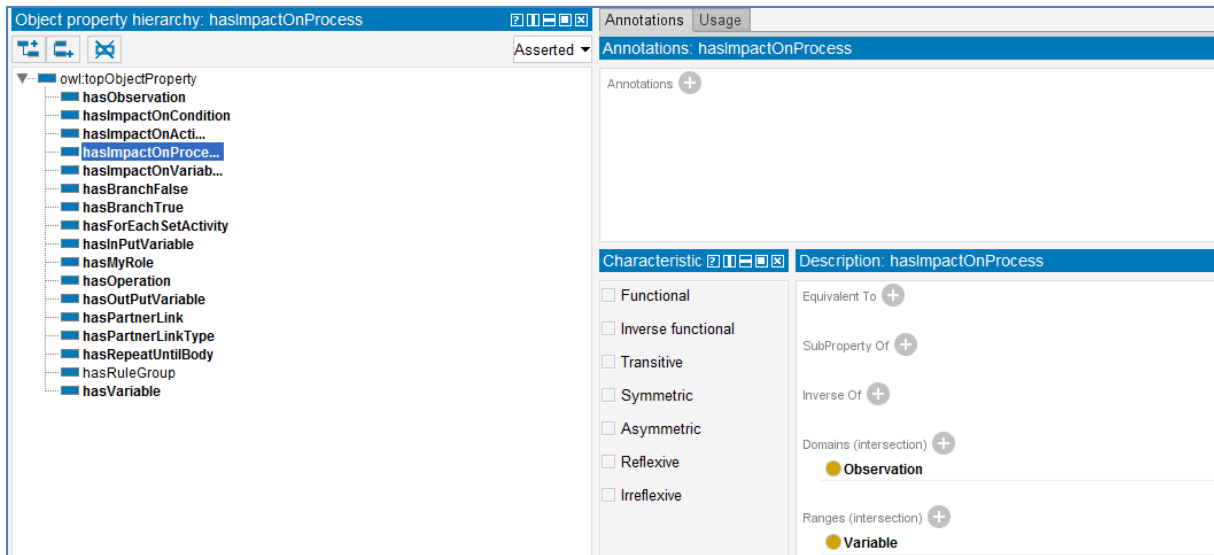 Object property hierarchy: hasImpactOnProcess
Asserted
owl:topObjectProperty
hasObservation
hasImpactOnCondition
hasImpactOnActi...
hasImpactOnProce...
hasImpactOnVariab...
hasBranchFalse
hasBranchTrue
hasForEachSetActivity
hasInPutVariable
hasMyRole
hasOperation
hasOutPutVariable
hasPartnerLink
hasPartnerLinkType
hasRepeatUntilBody
hasRuleGroup
hasVariable
Annotations Usage
Annotations: hasImpactOnProcess
Annotations
Characteristic
Functional
Inverse functional
Transitive
Symmetric
Asymmetric
Reflexive
Irreflexive
Description: hasImpactOnProcess
Equivalent To
SubProperty Of
Inverse Of
Domains (intersection)
Observation
Ranges (intersection)
Variable